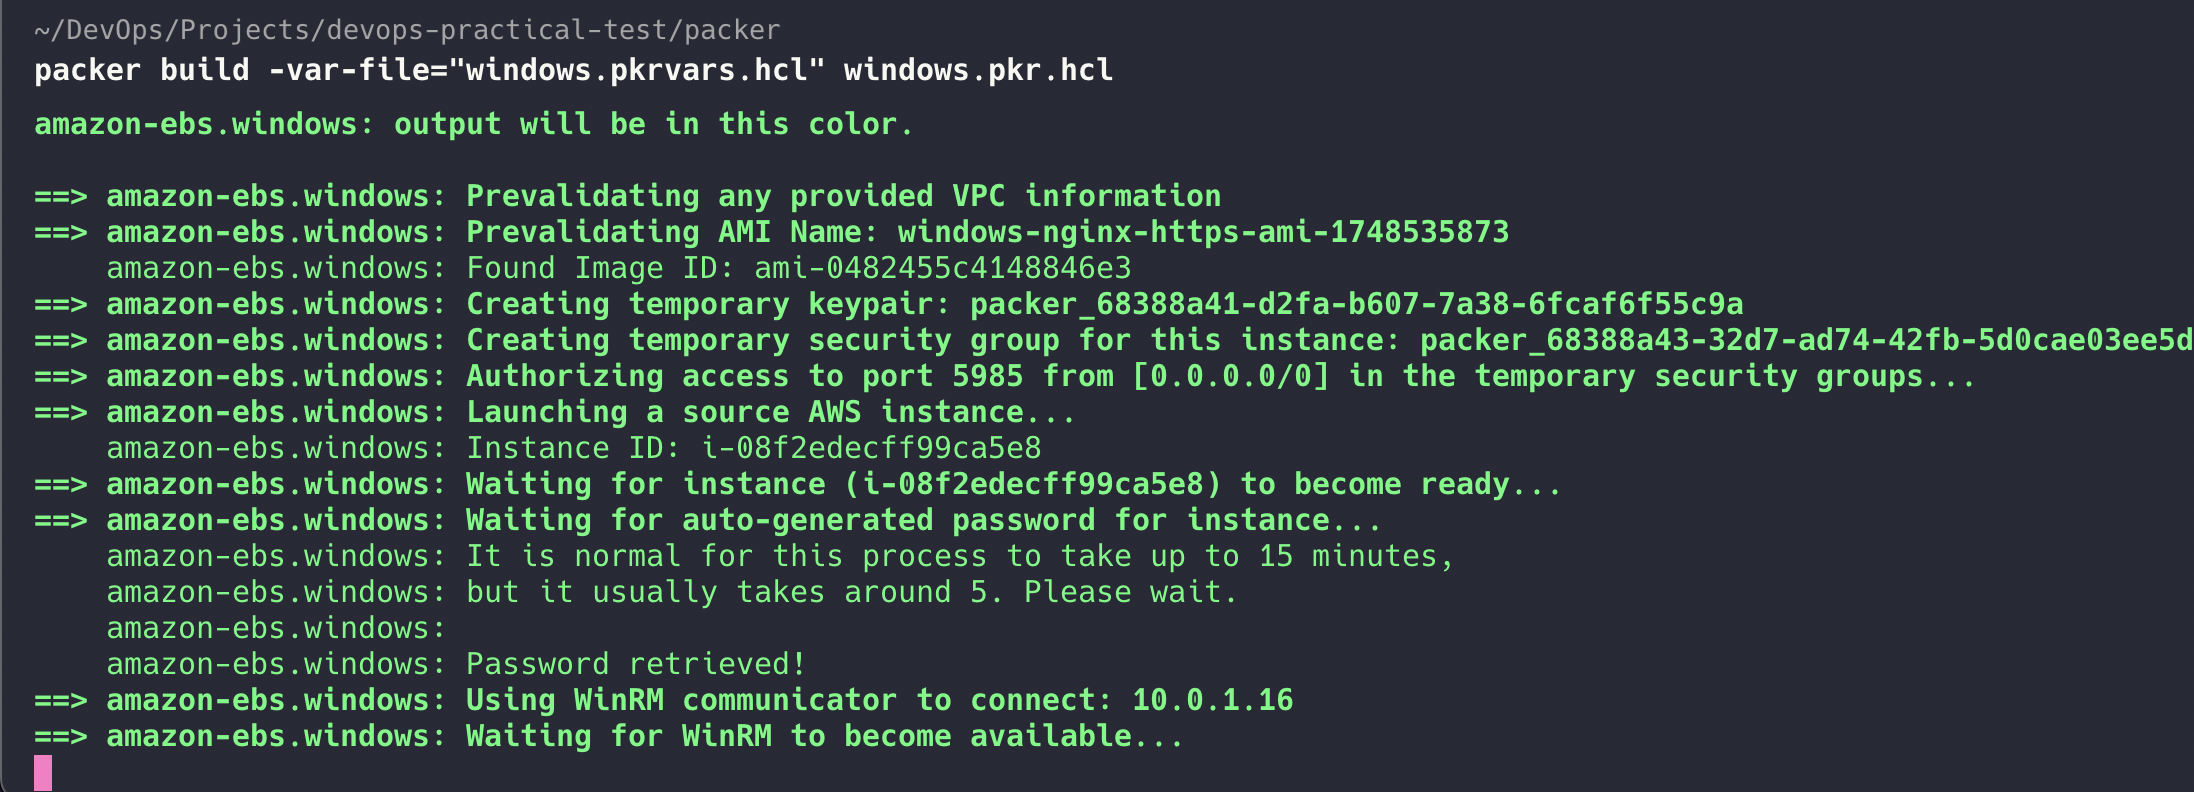 ~/DevOps/Projects/devops-practical-test/packer
packer build -var-file="windows.pkrvars.hcl" windows.pkr.hcl
amazon-ebs.windows: output will be in this color.
==> amazon-ebs.windows: Prevalidating any provided VPC information
==> amazon-ebs.windows: Prevalidating AMI Name: windows-nginx-https-ami-1748535873
amazon-ebs.windows: Found Image ID: ami-0482455c4148846e3
==> amazon-ebs.windows: Creating temporary keypair: packer_68388a41-d2fa-b607-7a38-6fcaf6f55c9a
==> amazon-ebs.windows: Creating temporary security group for this instance: packer_68388a43-32d7-ad74-42fb-5d0cae03ee5d
==> amazon-ebs.windows: Authorizing access to port 5985 from [0.0.0.0/0] in the temporary security groups...
==> amazon-ebs.windows: Launching a source AWS instance...
amazon-ebs.windows: Instance ID: i-08f2edecff99ca5e8
==> amazon-ebs.windows: Waiting for instance (i-08f2edecff99ca5e8) to become ready...
==> amazon-ebs.windows: Waiting for auto-generated password for instance...
amazon-ebs.windows: It is normal for this process to take up to 15 minutes,
amazon-ebs.windows: but it usually takes around 5. Please wait.
amazon-ebs.windows:
amazon-ebs.windows: Password retrieved!
==> amazon-ebs.windows: Using WinRM communicator to connect: 10.0.1.16
==> amazon-ebs.windows: Waiting for WinRM to become available...